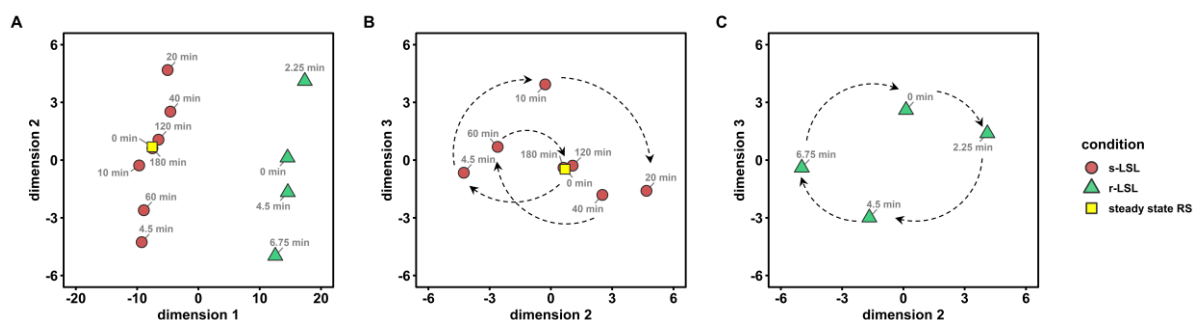 A
6
3
0
-3
-6
dimension 2
-20
-10
0
10
20
dimension 1
20 min
40 min
120 min
0 min
180 min
10 min
60 min
4.5 min
2.25 min
0 min
4.5 min
6.75 min
B
6
3
0
-3
-6
dimension 3
-6
-3
0
3
6
dimension 2
10 min
60 min
4.5 min
180 min
120 min
0 min
20 min
40 min
C
6
3
0
-3
-6
dimension 3
-6
-3
0
3
6
dimension 2
0 min
2.25 min
6.75 min
4.5 min
condition
s-LSL
r-LSL
steady state RS